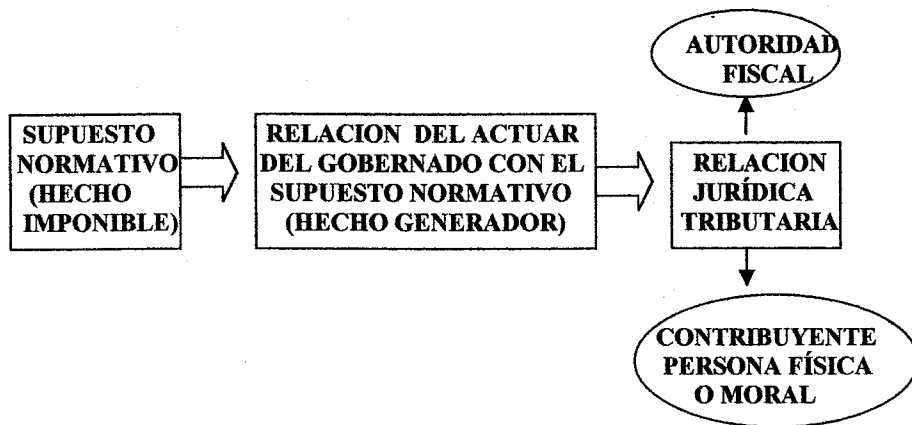 AUTORIDAD
FISCAL
SUPUESTO
NORMATIVO
(HECHO
IMPONIBLE)
RELACION DEL ACTUAR
DEL GOBERNADO CON EL
SUPUESTO NORMATIVO
(HECHO GENERADOR)
RELACION
JURÍDICA
TRIBUTARIA
CONTRIBUYENTE
PERSONA FÍSICA
O MORAL